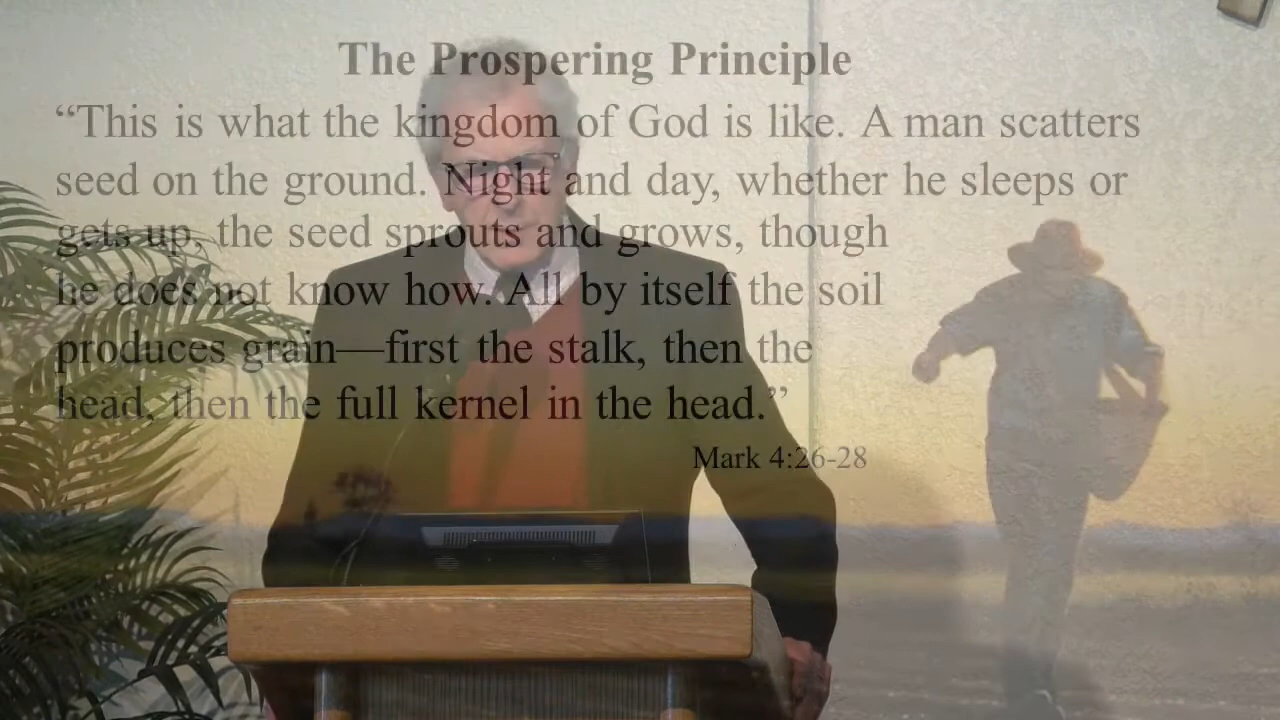 The Prospering Principle
“This is what the kingdom of God is like. A man scatters
seed on the ground. Night and day, whether he sleeps or
gets up, the seed sprouts and grows, though
he does not know how. All by itself the soil
produces grain—first the stalk, then the
head, then the full kernel in the head.”
Mark 4:26-28